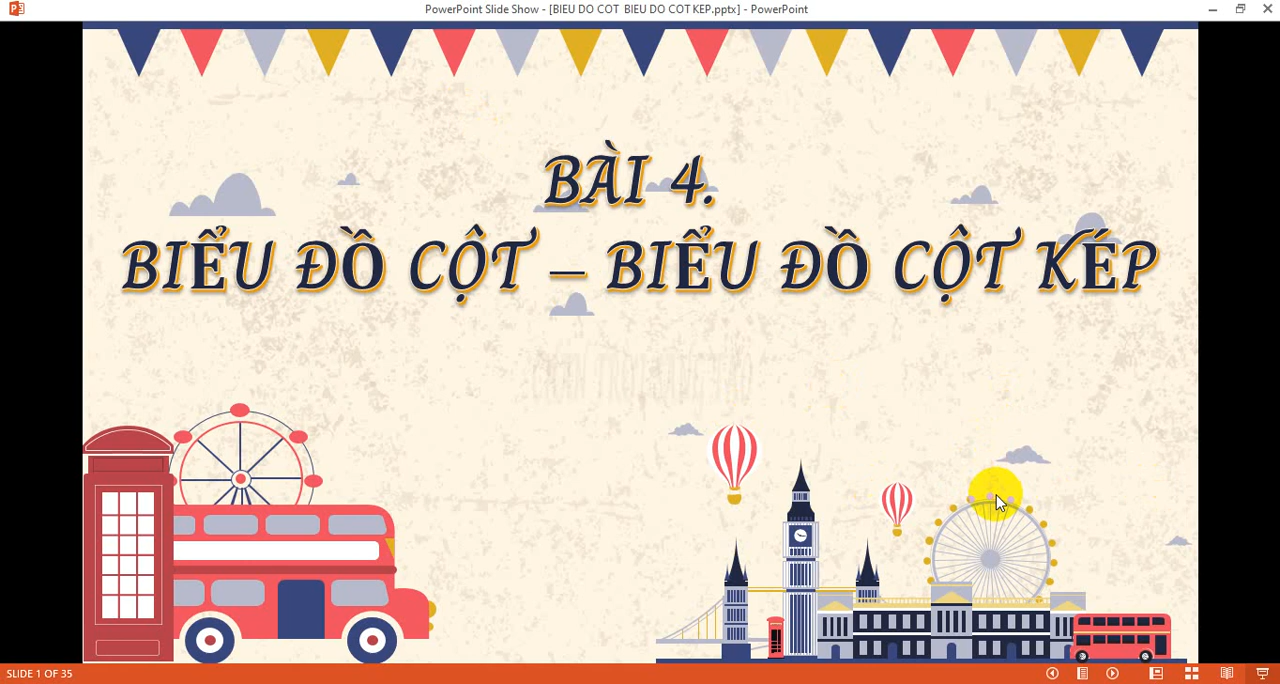 PowerPoint Slide Show - [BIEU DO COT  BIEU DO COT KEP.pptx] - PowerPoint
BÀI 4.
BIỂU ĐỒ CỘT – BIỂU ĐỒ CỘT KÉP
SLIDE 1 OF 35